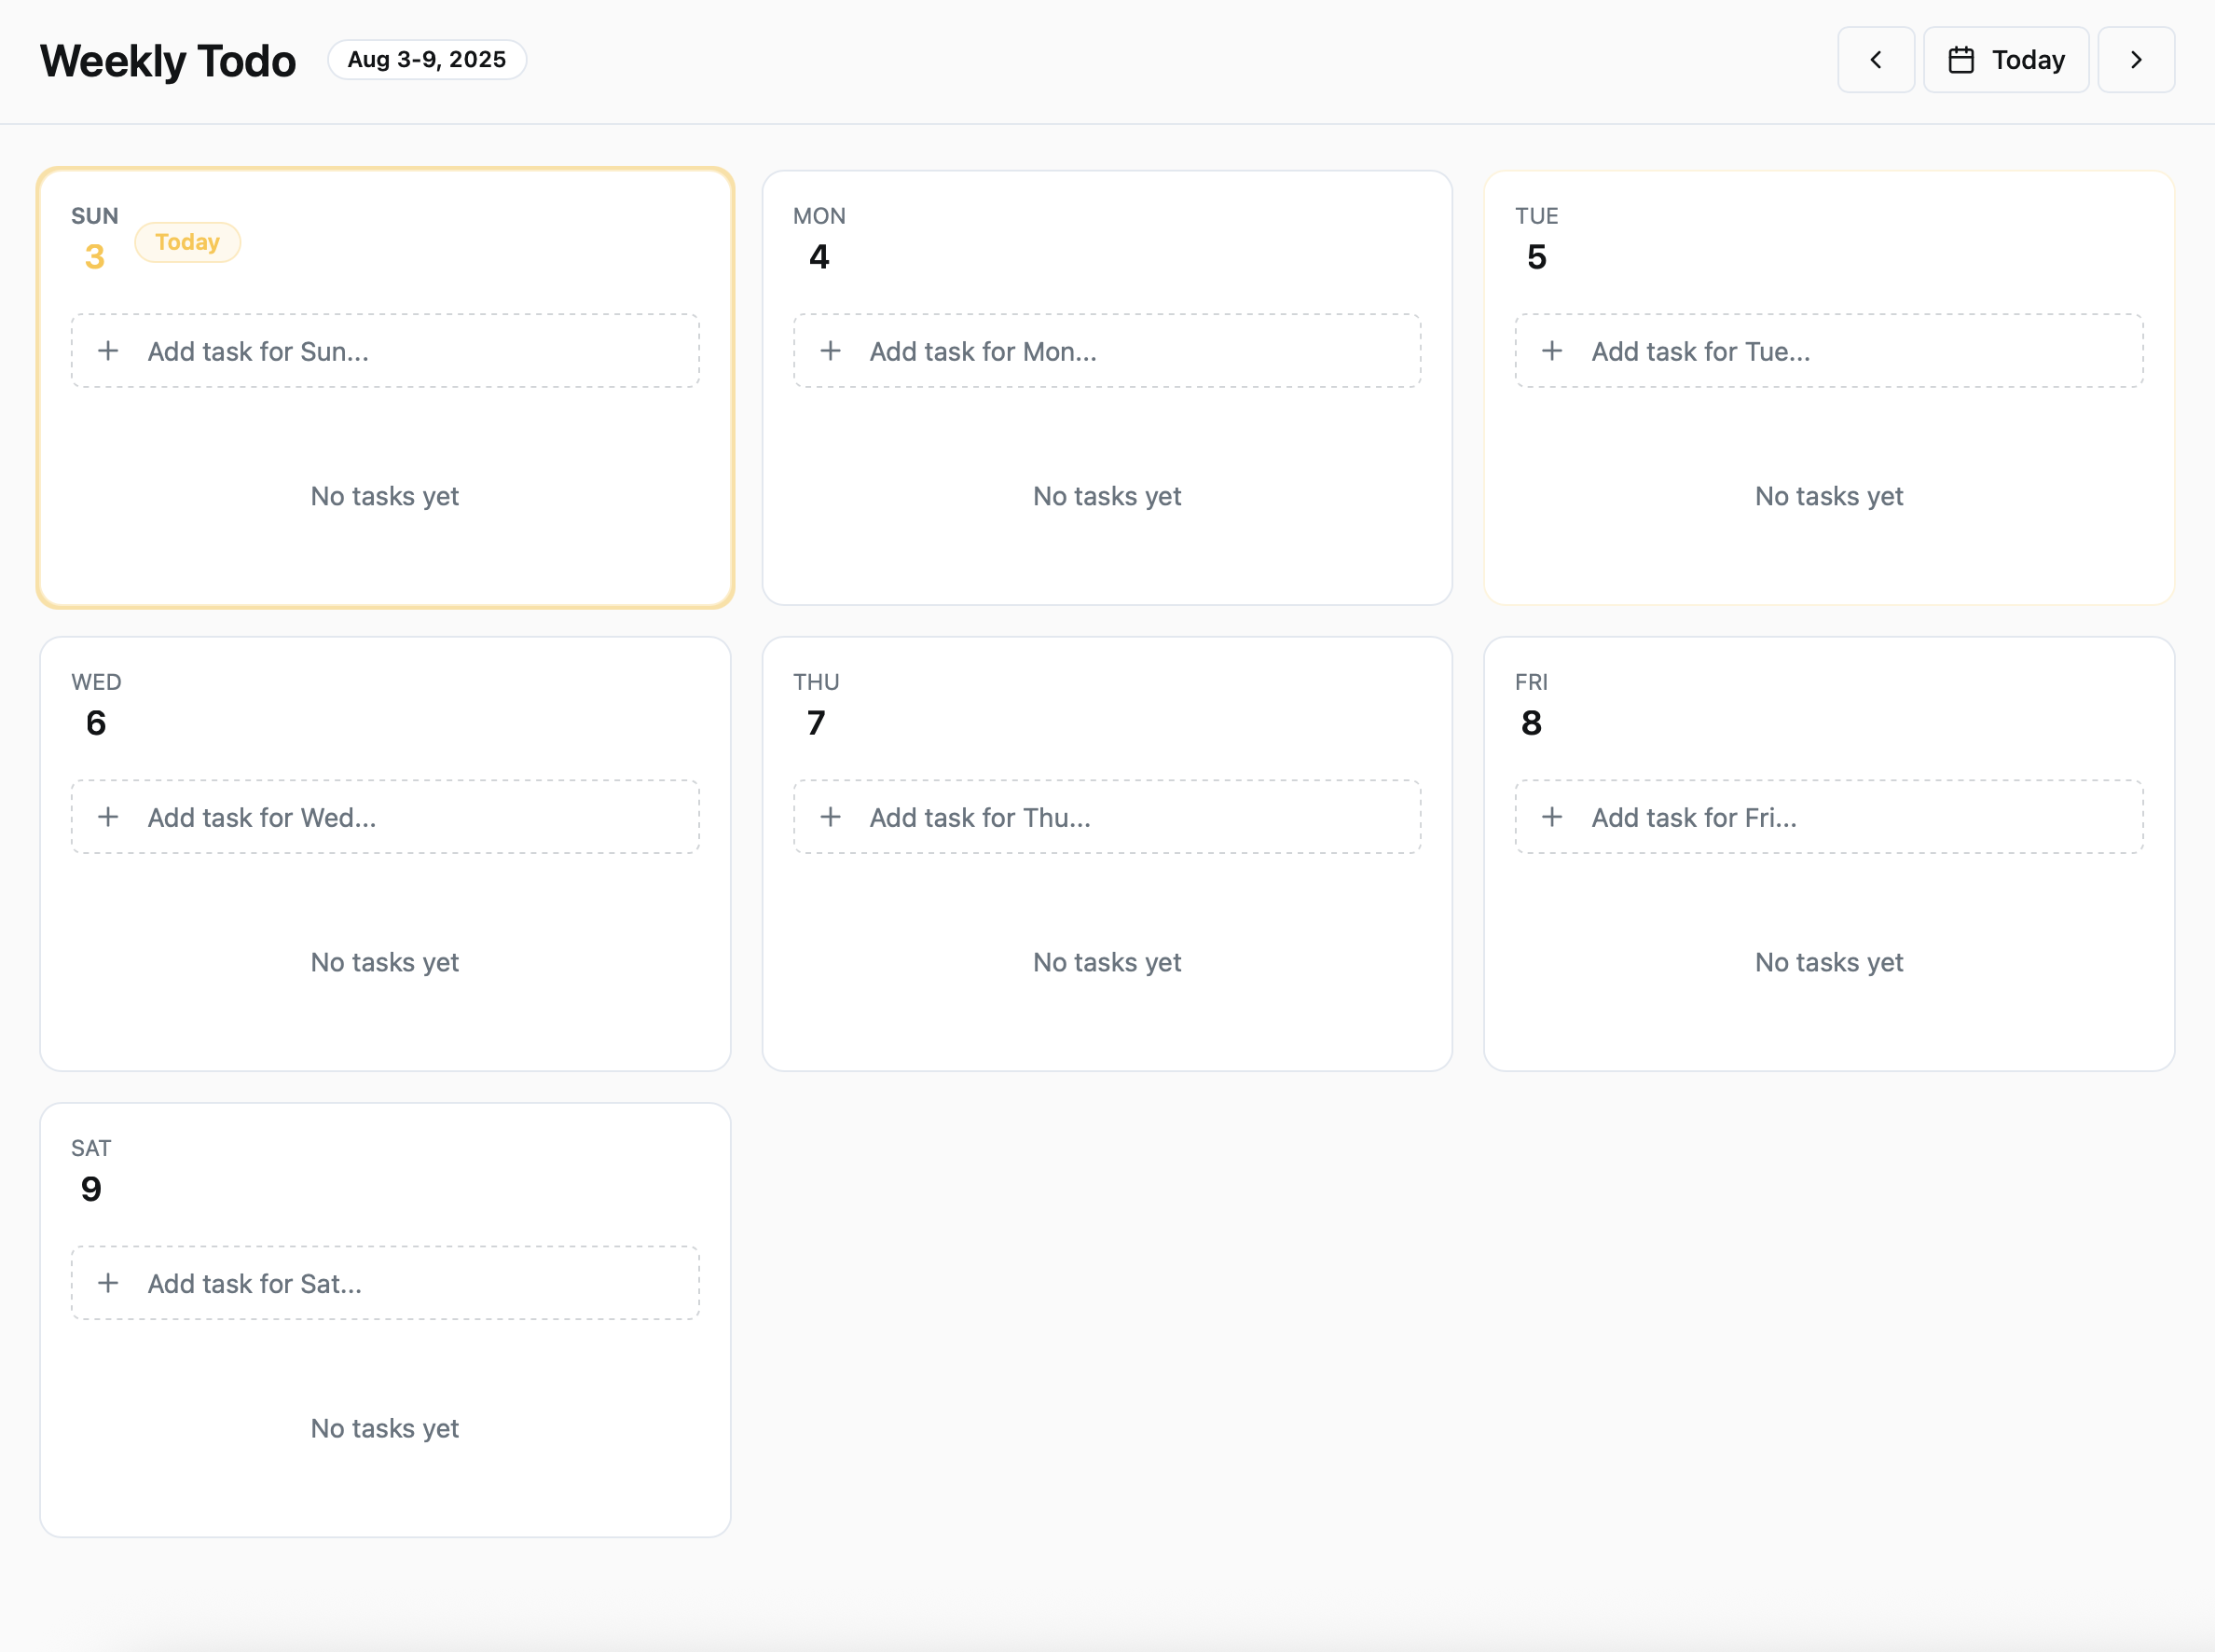 Weekly Todo
Aug 3-9, 2025
Today
SUN
3
Today
Add task for Sun...
No tasks yet
MON
4
Add task for Mon...
No tasks yet
TUE
5
Add task for Tue...
No tasks yet
WED
6
Add task for Wed...
No tasks yet
THU
7
Add task for Thu...
No tasks yet
FRI
8
Add task for Fri...
No tasks yet
SAT
9
Add task for Sat...
No tasks yet